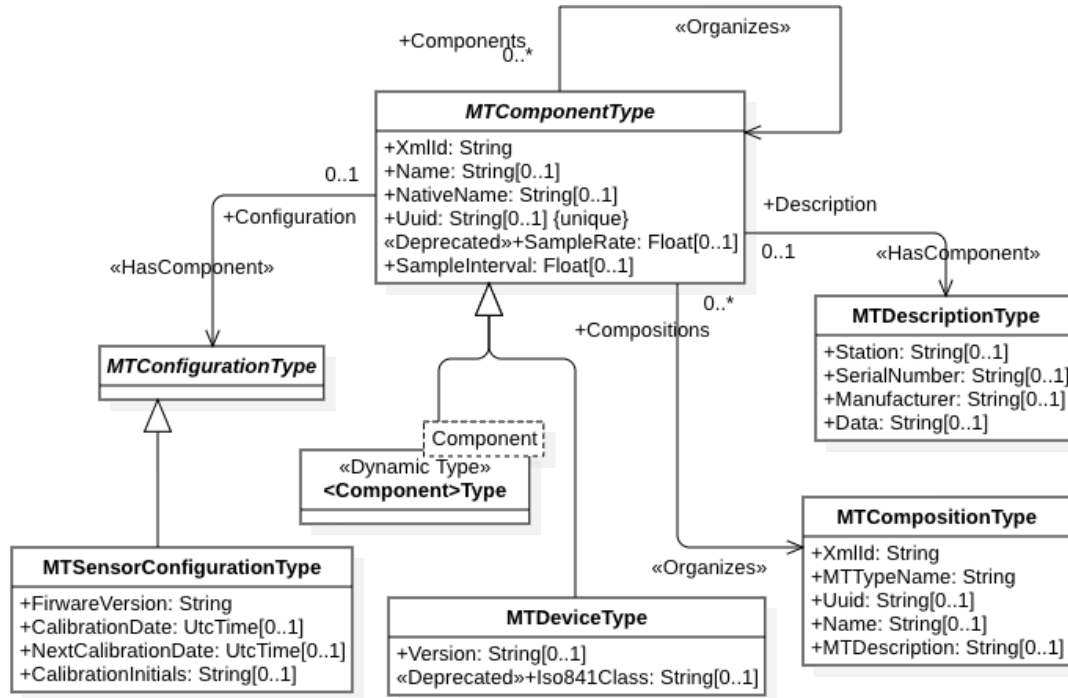 +Components
0..*
«Organizes»
MTComponentType
+XmlId: String
+Name: String[0..1]
+NativeName: String[0..1]
+Uuid: String[0..1] {unique}
«Deprecated»+SampleRate: Float[0..1]
+SampleInterval: Float[0..1]
0..1
+Configuration
«HasComponent»
+Description
0..1
«HasComponent»
0..*
+Compositions
MTConfigurationType
MTDescriptionType
+Station: String[0..1]
+SerialNumber: String[0..1]
+Manufacturer: String[0..1]
+Data: String[0..1]
Component
«Dynamic Type»
<Component>Type
MTCompositionType
+XmlId: String
+MTTypeName: String
+Uuid: String[0..1]
+Name: String[0..1]
+MTDescription: String[0..1]
«Organizes»
MTSensorConfigurationType
+FirwareVersion: String
+CalibrationDate: UtcTime[0..1]
+NextCalibrationDate: UtcTime[0..1]
+CalibrationInitials: String[0..1]
MTDeviceType
+Version: String[0..1]
«Deprecated»+Iso841Class: String[0..1]